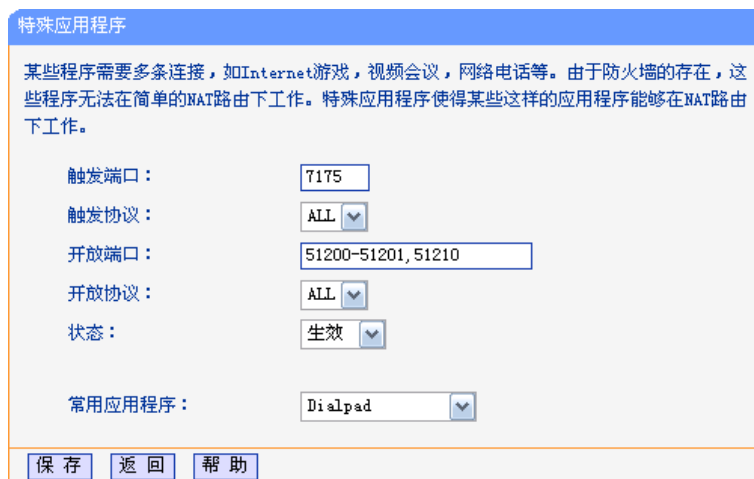 特殊应用程序
某些程序需要多条连接，如Internet游戏，视频会议，网络电话等。由于防火墙的存在，这
些程序无法在简单的NAT路由下工作。特殊应用程序使得某些这样的应用程序能够在NAT路由
下工作。
触发端口： 7175
触发协议： ALL
开放端口： 51200-51201,51210
开放协议： ALL
状态： 生效
常用应用程序： Dialpad
保 存 返 回 帮 助